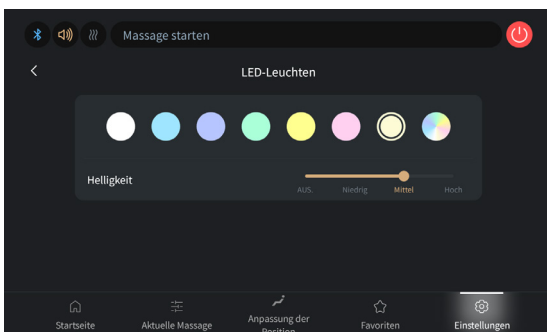 Massage starten
LED-Leuchten
Helligkeit
AUS. Niedrig Mittel Hoch
Startseite Aktuelle Massage Anpassung der Position Favoriten Einstellungen